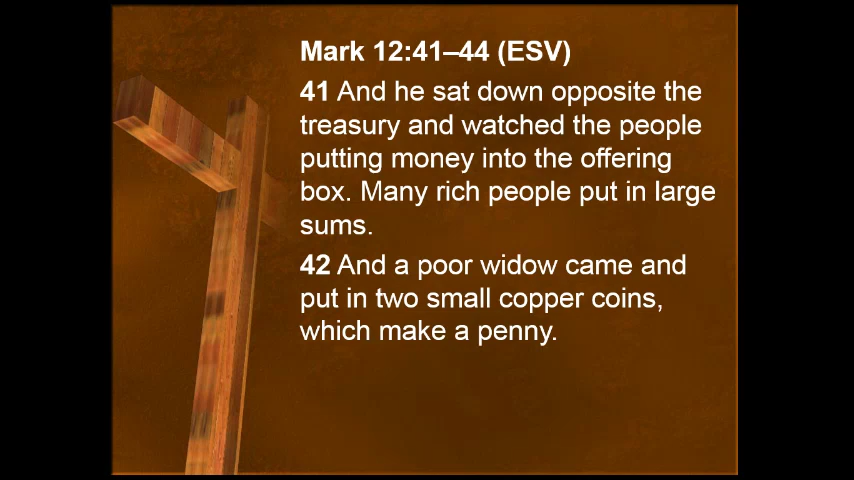 Mark 12:41–44 (ESV)
41 And he sat down opposite the
treasury and watched the people
putting money into the offering
box. Many rich people put in large
sums.
42 And a poor widow came and
put in two small copper coins,
which make a penny.